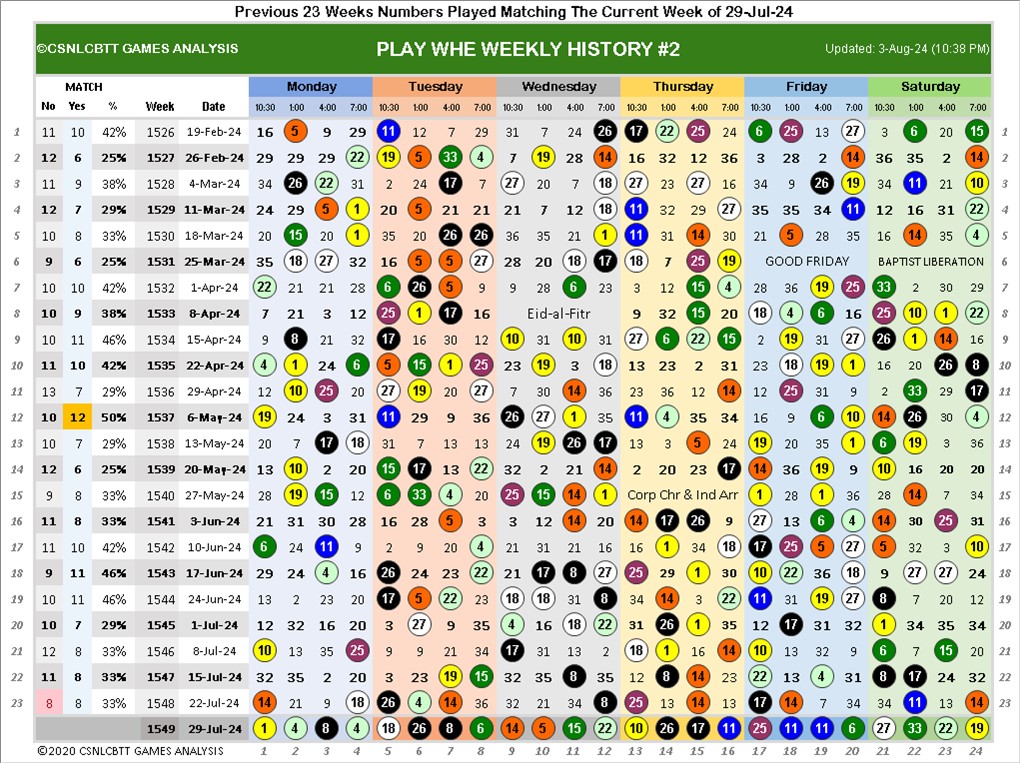 Previous 23 Weeks Numbers Played Matching The Current Week of 29-Jul-24
©CSNLCBTT GAMES ANALYSIS PLAY WHE WEEKLY HISTORY #2 Updated: 3-Aug-24 (10:38 PM)
MATCH Monday Tuesday Wednesday Thursday Friday Saturday
No Yes % Week Date 10:30 1:00 4:00 7:00 10:30 1:00 4:00 7:00 10:30 1:00 4:00 7:00 10:30 1:00 4:00 7:00 10:30 1:00 4:00 7:00 10:30 1:00 4:00 7:00
1 11 10 42% 1526 19-Feb-24 16 5 9 29 11 12 7 29 31 7 24 26 17 22 25 24 6 25 13 27 3 6 20 15 1
2 12 6 25% 1527 26-Feb-24 29 29 29 22 19 5 33 4 7 19 28 14 16 32 12 36 3 28 2 14 36 35 2 14 2
3 11 9 38% 1528 4-Mar-24 34 26 22 31 2 24 17 7 27 20 7 18 27 23 27 16 34 9 26 19 34 11 21 10 3
4 12 7 29% 1529 11-Mar-24 24 29 5 1 20 5 21 21 21 7 12 18 11 32 29 27 35 35 34 11 12 16 31 22 4
5 10 8 33% 1530 18-Mar-24 20 15 20 1 35 20 26 26 36 35 21 1 11 31 14 30 21 5 28 35 16 14 35 4 5
6 9 6 25% 1531 25-Mar-24 35 18 27 32 16 5 5 27 28 20 18 17 18 7 25 19 GOOD FRIDAY BAPTIST LIBERATION 6
7 10 10 42% 1532 1-Apr-24 22 21 21 28 6 26 5 9 11 28 6 3 3 12 15 4 28 36 19 25 33 2 30 29 7
8 10 9 38% 1533 8-Apr-24 7 21 3 12 25 1 17 16 Eid-al-Fitr 9 32 15 20 18 4 6 16 25 10 1 22 8
9 10 11 46% 1534 15-Apr-24 9 8 21 32 17 16 30 12 10 31 10 31 27 6 22 15 2 19 31 27 26 1 14 16 9
10 11 10 42% 1535 22-Apr-24 4 1 24 6 5 15 1 25 23 19 3 18 13 23 2 31 23 18 19 1 16 20 26 8 10
11 13 7 29% 1536 29-Apr-24 12 10 25 20 27 19 20 27 7 30 14 36 23 36 12 14 18 25 31 9 2 33 29 17 11
12 10 12 50% 1537 6-May-24 19 24 3 31 11 29 9 36 26 27 1 35 11 4 35 34 16 9 6 10 14 26 30 4 12
13 10 7 29% 1538 13-May-24 20 7 17 18 31 7 13 13 24 19 26 17 13 3 5 24 19 20 35 1 6 19 3 36 13
14 12 6 25% 1539 20-May-24 13 10 2 20 15 17 13 22 32 2 21 14 2 20 23 17 14 36 19 9 10 16 20 20 14
15 9 8 33% 1540 27-May-24 28 19 15 12 6 33 4 20 25 15 14 1 Corp Chr & Ind Arr 1 28 1 36 28 14 7 34 15
16 11 8 33% 1541 3-Jun-24 21 31 30 28 16 28 5 3 3 12 14 20 14 17 26 9 27 13 6 4 14 30 25 31 16
17 11 10 42% 1542 10-Jun-24 6 24 11 9 2 9 20 4 21 31 21 16 16 1 34 18 17 25 5 27 5 32 3 10 17
18 9 11 46% 1543 17-Jun-24 29 24 4 16 26 24 23 22 21 17 8 27 25 29 1 30 10 22 36 18 9 27 27 24 18
19 10 11 46% 1544 24-Jun-24 13 2 23 20 17 5 22 23 18 18 31 8 34 14 3 22 11 31 19 27 8 7 20 12 19
20 10 7 29% 1545 1-Jul-24 12 32 16 20 3 27 9 35 4 16 18 22 31 26 1 31 12 17 31 32 1 34 35 34 20
21 12 8 33% 1546 8-Jul-24 10 13 35 25 9 9 21 34 17 31 13 2 18 1 16 14 10 13 32 9 6 7 15 20 21
22 11 8 33% 1547 15-Jul-24 32 35 2 20 3 23 19 15 32 35 8 35 12 8 14 23 22 13 4 31 8 17 24 32 22
23 8 8 33% 1548 22-Jul-24 14 21 9 18 26 4 14 36 7 34 32 8 25 13 14 13 17 14 7 20 34 11 13 14 23
1549 29-Jul-24 1 4 8 4 18 26 8 6 14 5 15 22 10 26 17 11 25 11 11 6 27 33 22 19
©2020 CSNLCBTT GAMES ANALYSIS 1 2 3 4 5 6 7 8 9 10 11 12 13 14 15 16 17 18 19 20 21 22 23 24